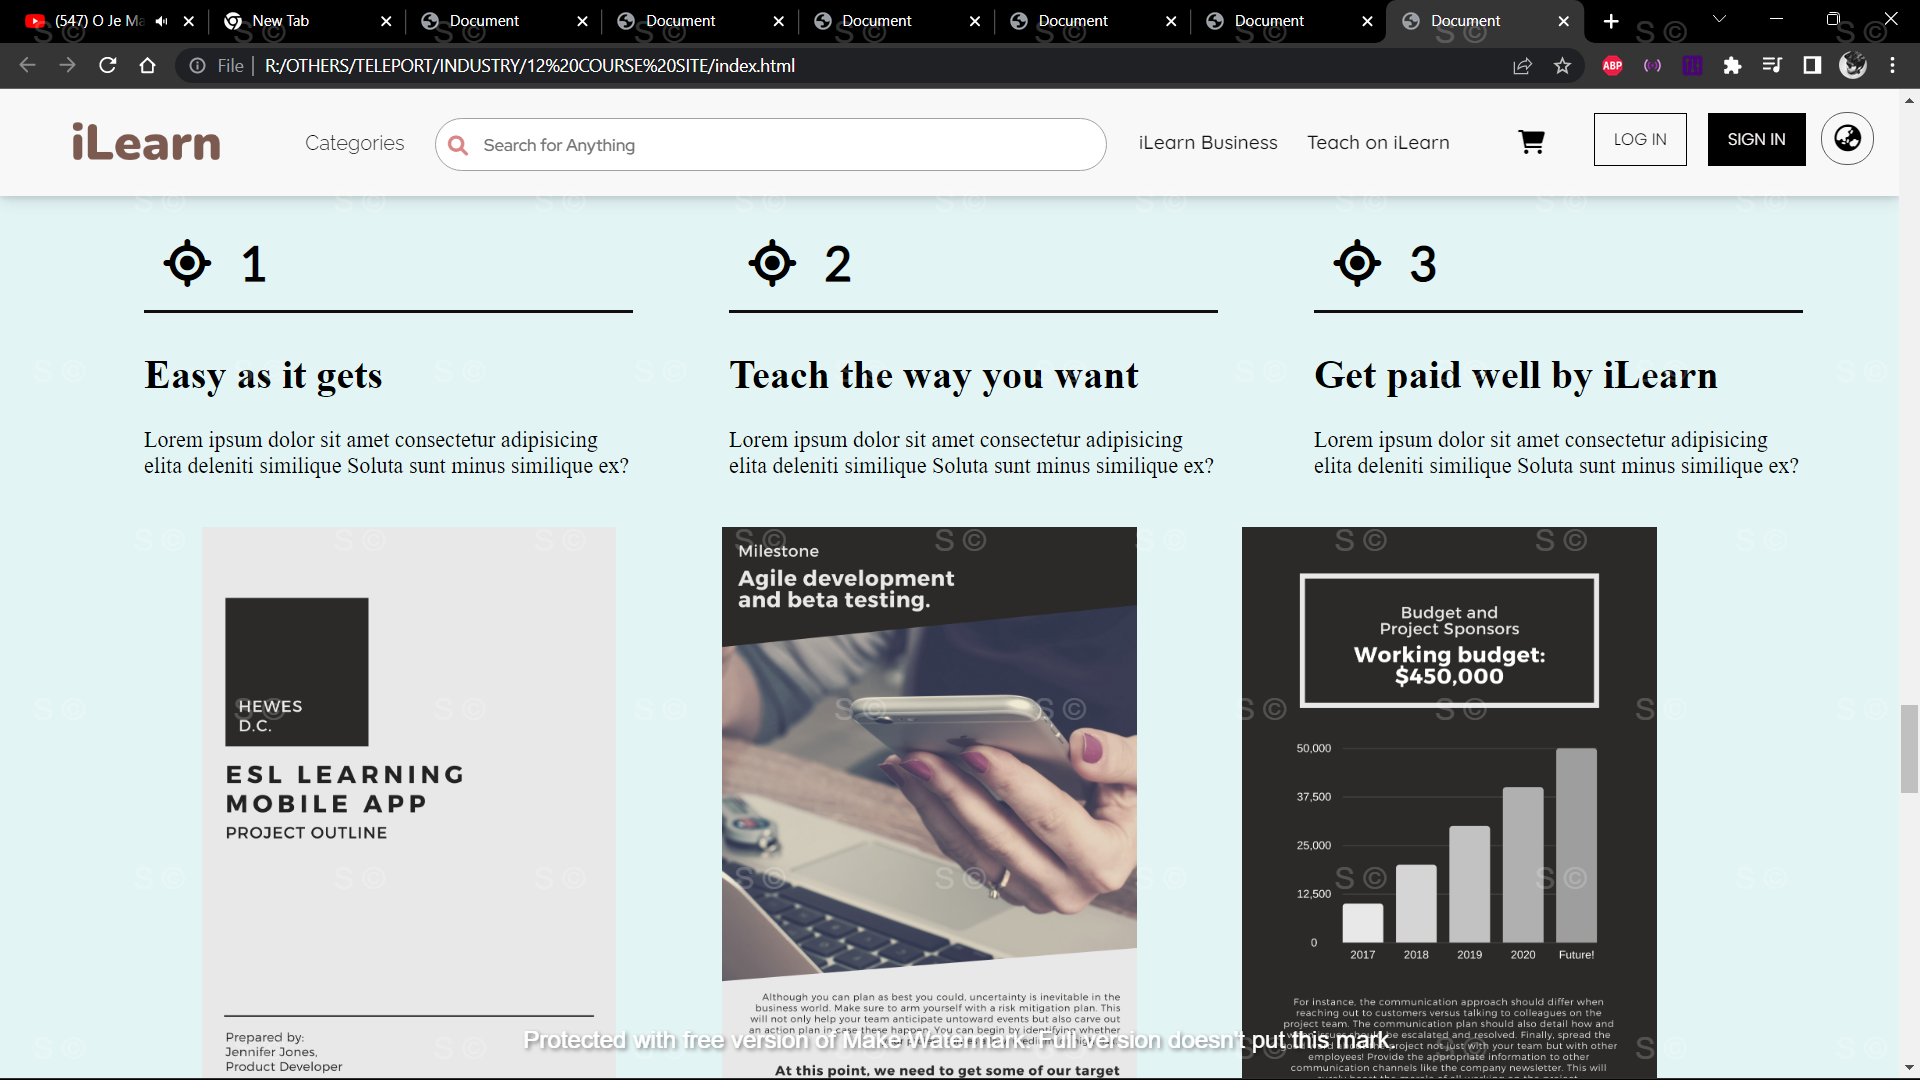 (547) O Je Ma
New Tab
Document
Document
Document
Document
Document
Document
File
R:/OTHERS/TELEPORT/INDUSTRY/12%20COURSE%20SITE/index.html
ABP
iLearn
Categories
Search for Anything
iLearn Business
Teach on iLearn
LOG IN
SIGN IN
1
2
3
Easy as it gets
Lorem ipsum dolor sit amet consectetur adipisicing
elita deleniti similique Soluta sunt minus similique ex?
Teach the way you want
Lorem ipsum dolor sit amet consectetur adipisicing
elita deleniti similique Soluta sunt minus similique ex?
Get paid well by iLearn
Lorem ipsum dolor sit amet consectetur adipisicing
elita deleniti similique Soluta sunt minus similique ex?
HEWES
D.C.
ESL LEARNING
MOBILE APP
PROJECT OUTLINE
Prepared by:
Jennifer Jones,
Product Developer
Milestone
Agile development
and beta testing.
Although you can plan as best you could, uncertainty is inevitable in the
business world. Make sure to arm yourself with a risk mitigation plan. This
will not only help your team anticipate untoward events but also carve out
an action plan in case these happen. You can begin by identifying whether
At this point, we need to get some of our target
Budget and
Project Sponsors
Working budget:
$450,000
50,000
37,500
25,000
12,500
0
2017
2018
2019
2020
Future!
For instance, the communication approach should differ when
reaching out to customers versus talking to colleagues on the
project team. The communication plan should also detail how and
be escalated and resolved. Finally, spread the
project not just with your team but with other
employees! Provide the appropriate information to other
communication channels like the company newsletter. This will
Protected with free version of Make Watermark. Full version doesn't put this mark.
S ©